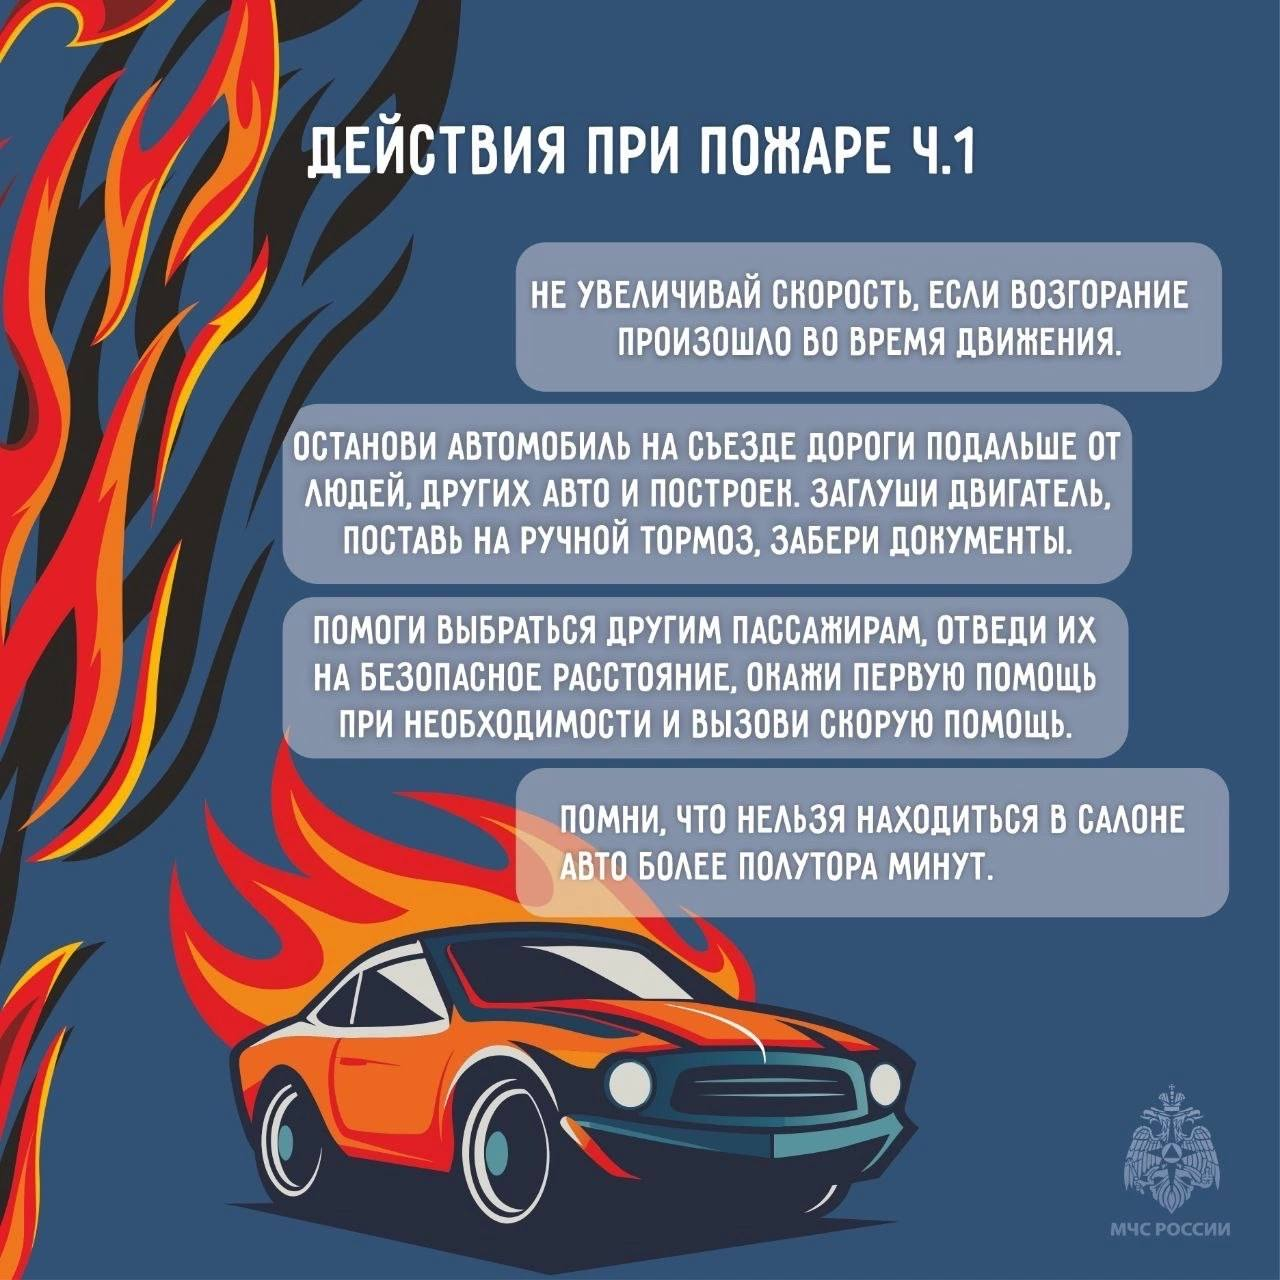 ДЕЙСТВИЯ ПРИ ПОЖАРЕ Ч.1
НЕ УВЕЛИЧИВАЙ СКОРОСТЬ, ЕСЛИ ВОЗГОРАНИЕ
ПРОИЗОШЛО ВО ВРЕМЯ ДВИЖЕНИЯ.
ОСТАНОВИ АВТОМОБИЛЬ НА СЪЕЗДЕ ДОРОГИ ПОДАЛЬШЕ ОТ
ЛЮДЕЙ, ДРУГИХ АВТО И ПОСТРОЕК. ЗАГЛУШИ ДВИГАТЕЛЬ,
ПОСТАВЬ НА РУЧНОЙ ТОРМОЗ, ЗАБЕРИ ДОКУМЕНТЫ.
ПОМОГИ ВЫБРАТЬСЯ ДРУГИМ ПАССАЖИРАМ, ОТВЕДИ ИХ
НА БЕЗОПАСНОЕ РАССТОЯНИЕ, ОКАЖИ ПЕРВУЮ ПОМОЩЬ
ПРИ НЕОБХОДИМОСТИ И ВЫЗОВИ СКОРУЮ ПОМОЩЬ.
ПОМНИ, ЧТО НЕЛЬЗЯ НАХОДИТЬСЯ В САЛОНЕ
АВТО БОЛЕЕ ПОЛУТОРА МИНУТ.
МЧС РОССИИ